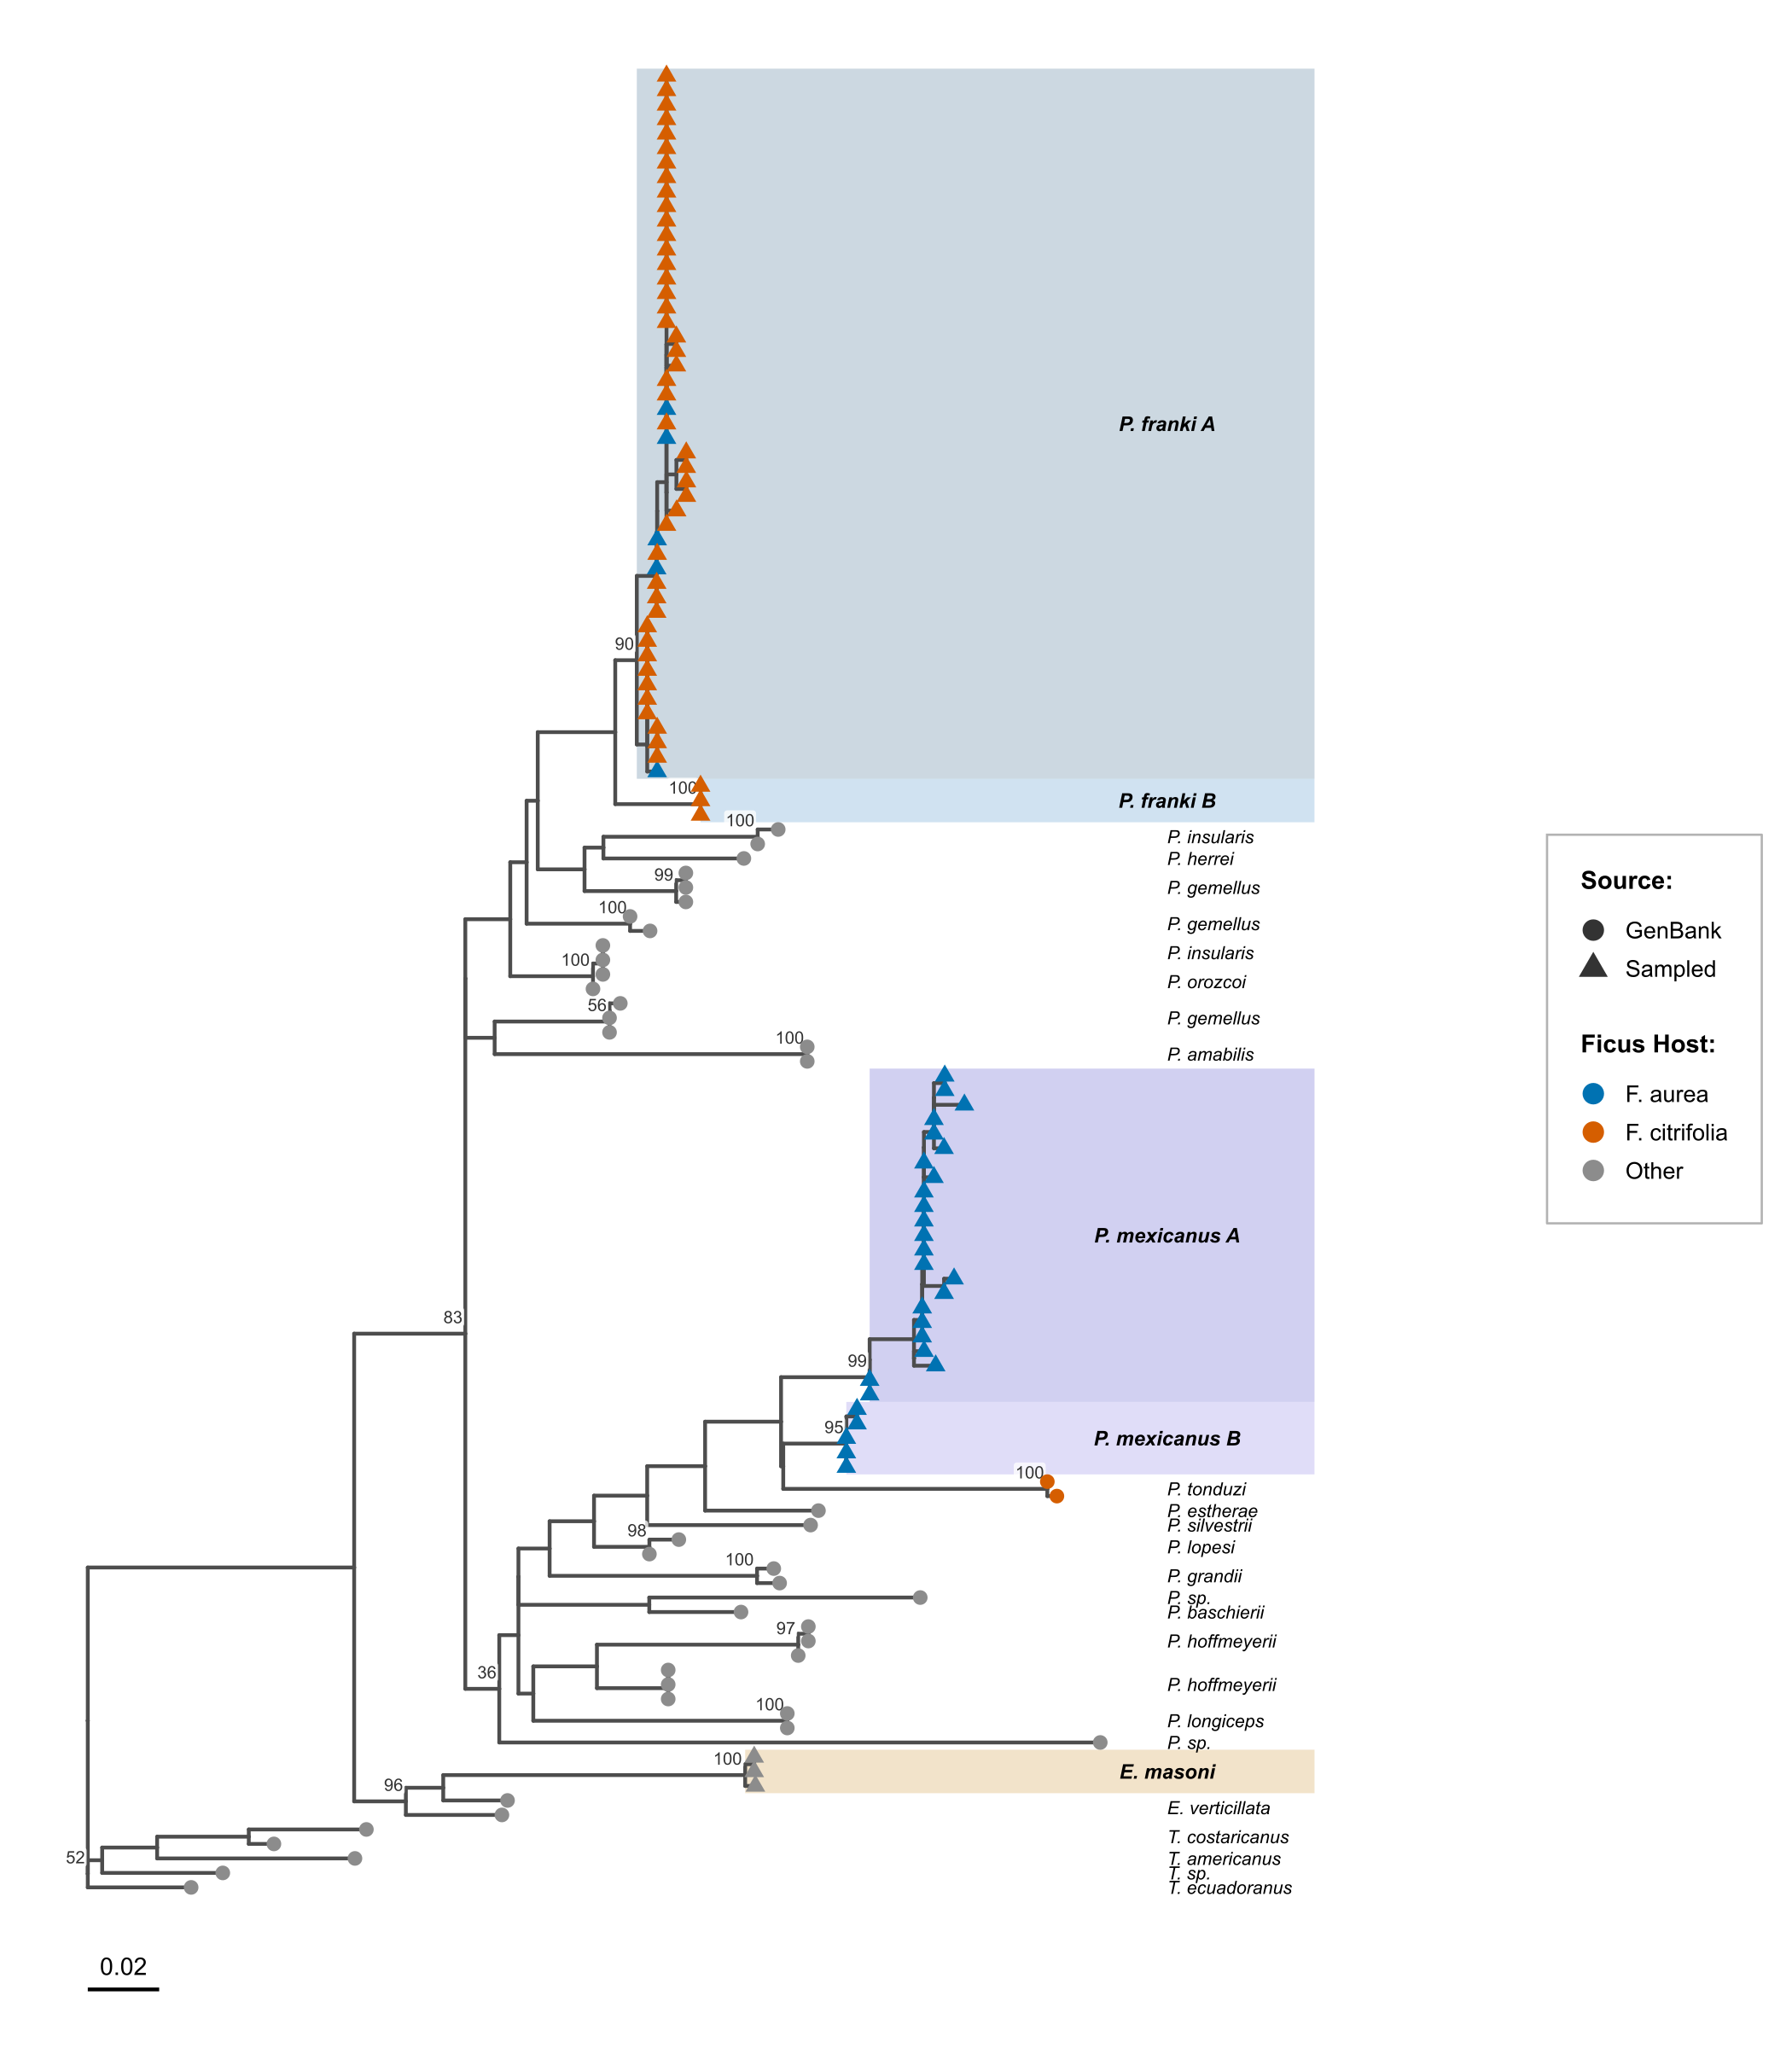 P. franki A
90
100
P. franki B
100
P. insularis
P. herrei
99
P. gemellus
100
P. gemellus
P. insularis
100
P. orozcoi
56
P. gemellus
100
P. amabilis
Source:
GenBank
Sampled
Ficus Host:
F. aurea
F. citrifolia
Other
P. mexicanus A
83
99
95
P. mexicanus B
100
P. tonduzi
P. estherae
P. silvestrii
98
P. lopesi
100
P. grandii
P. sp.
P. baschierii
97
P. hoffmeyerii
36
P. hoffmeyerii
100
P. longiceps
P. sp.
100
E. masoni
96
E. verticillata
T. costaricanus
52
T. americanus
T. sp.
T. ecuadoranus
0.02